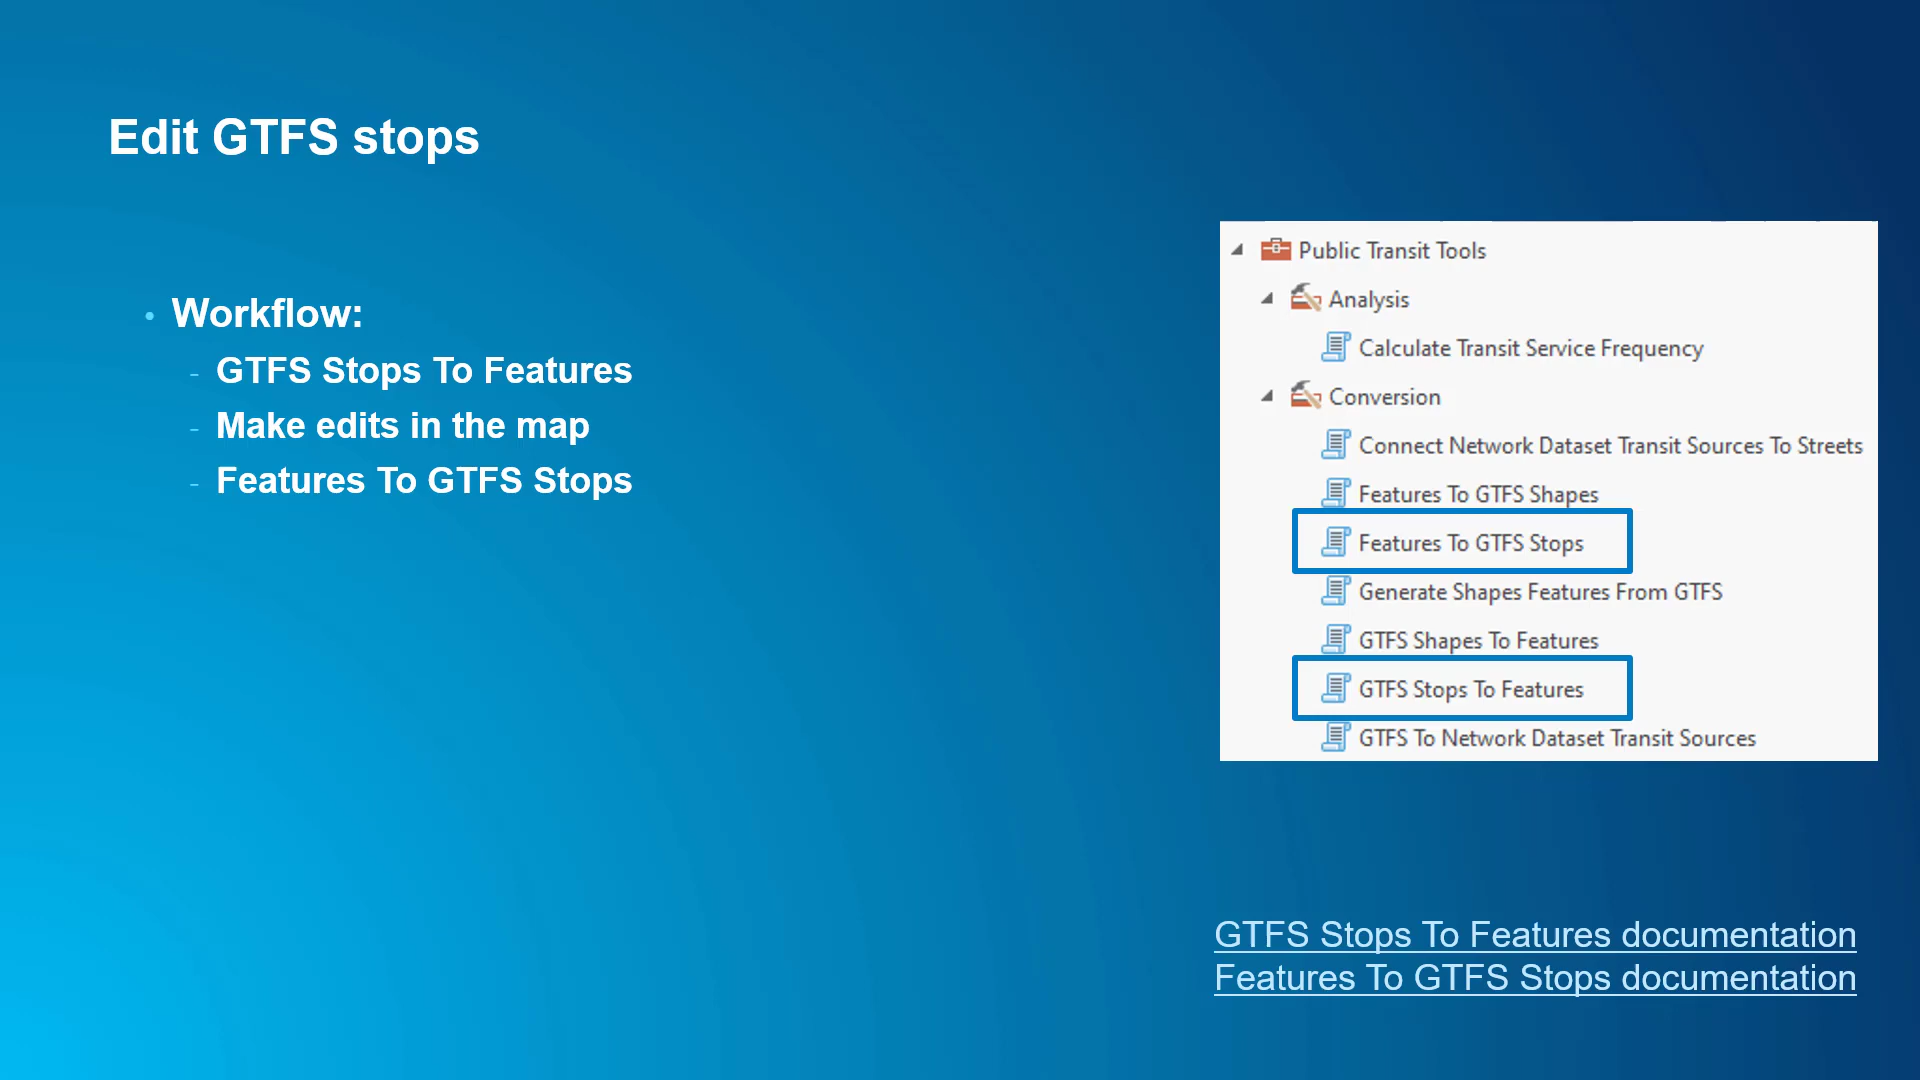 Edit GTFS stops
• Workflow:
- GTFS Stops To Features
- Make edits in the map
- Features To GTFS Stops
Public Transit Tools
Analysis
Calculate Transit Service Frequency
Conversion
Connect Network Dataset Transit Sources To Streets
Features To GTFS Shapes
Features To GTFS Stops
Generate Shapes Features From GTFS
GTFS Shapes To Features
GTFS Stops To Features
GTFS To Network Dataset Transit Sources
GTFS Stops To Features documentation
Features To GTFS Stops documentation